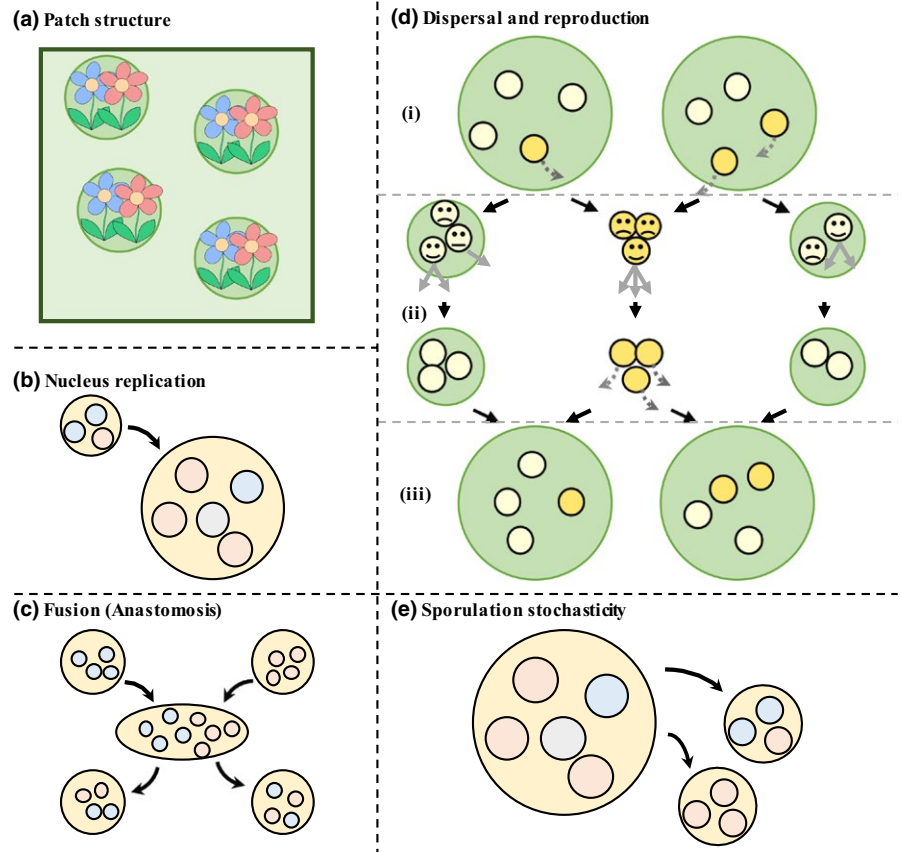 (a) Patch structure
(b) Nucleus replication
(c) Fusion (Anastomosis)
(d) Dispersal and reproduction
(i)
(ii)
(iii)
(e) Sporulation stochasticity